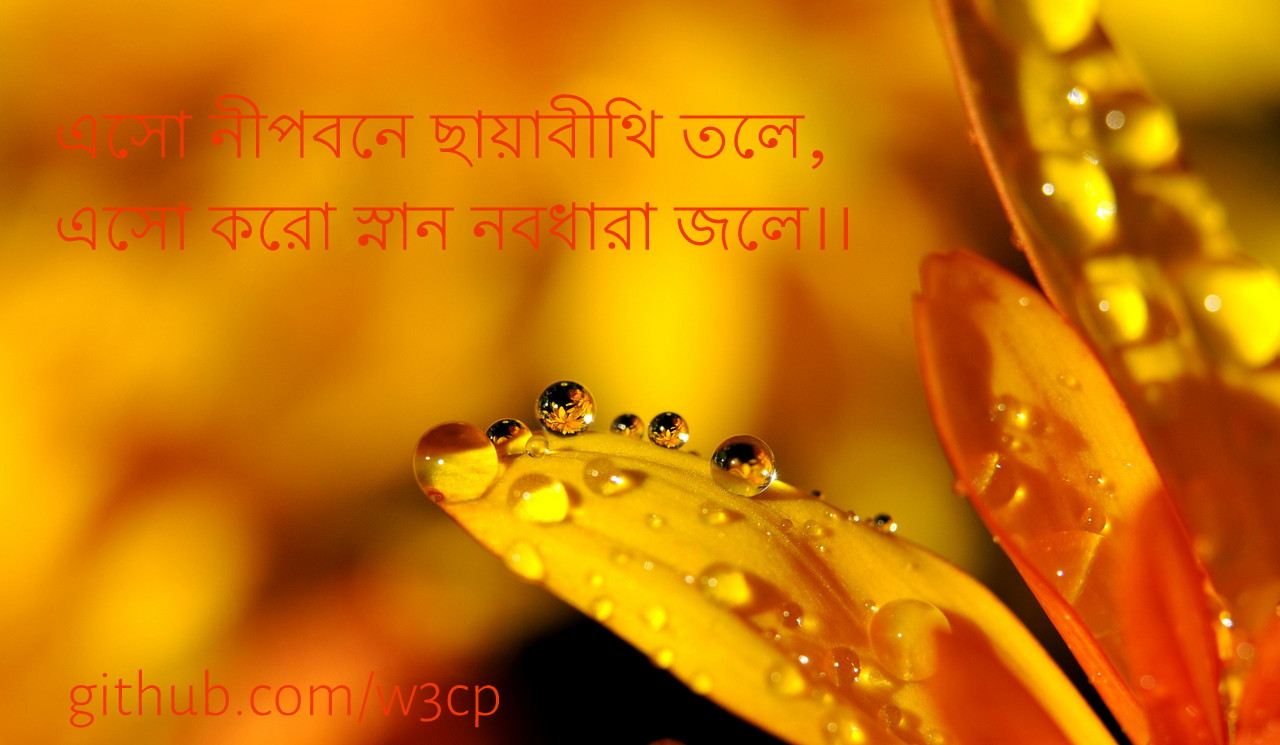 এসো নীপবনে ছায়াবীথি তলে,
এসো করো স্নান নবধারা জলে।।
github.com/w3cp